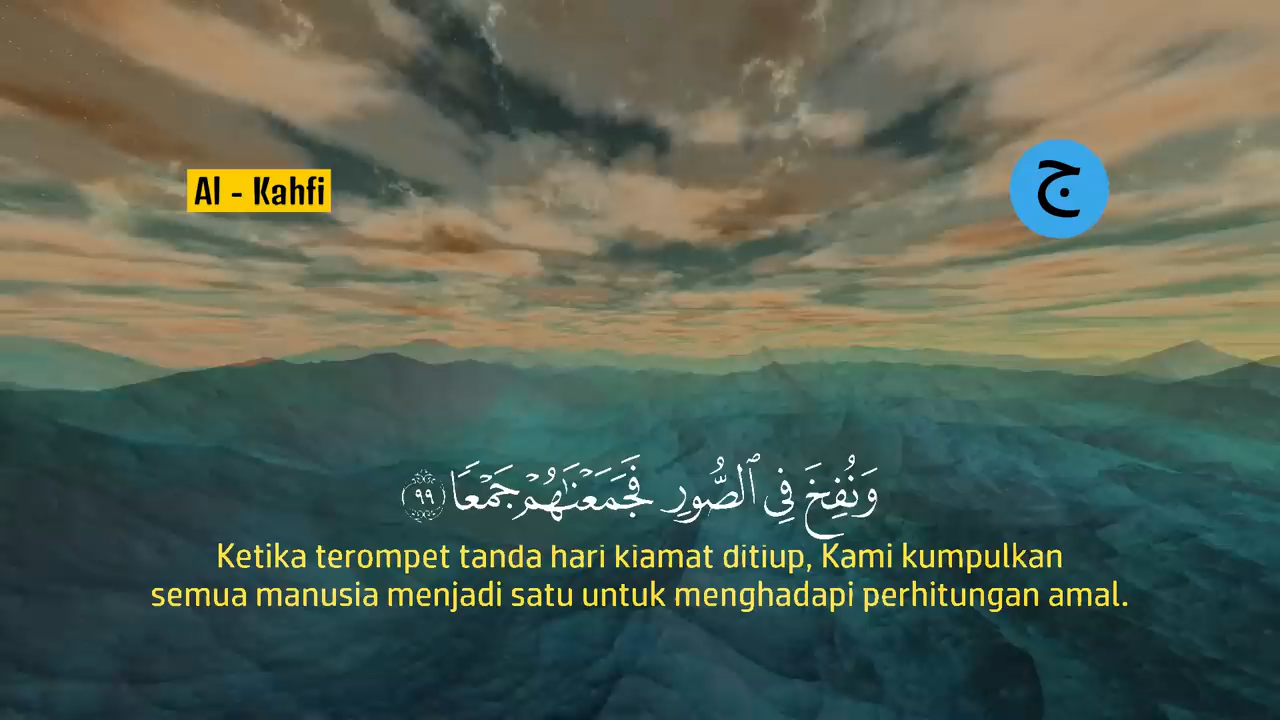 Al - Kahfi
ج
وَنُفِخَ فِي ٱلصُّورِ فَجَمَعْنَٰهُمْ جَمْعًا ٩٩
Ketika terompet tanda hari kiamat ditiup, Kami kumpulkan
semua manusia menjadi satu untuk menghadapi perhitungan amal.